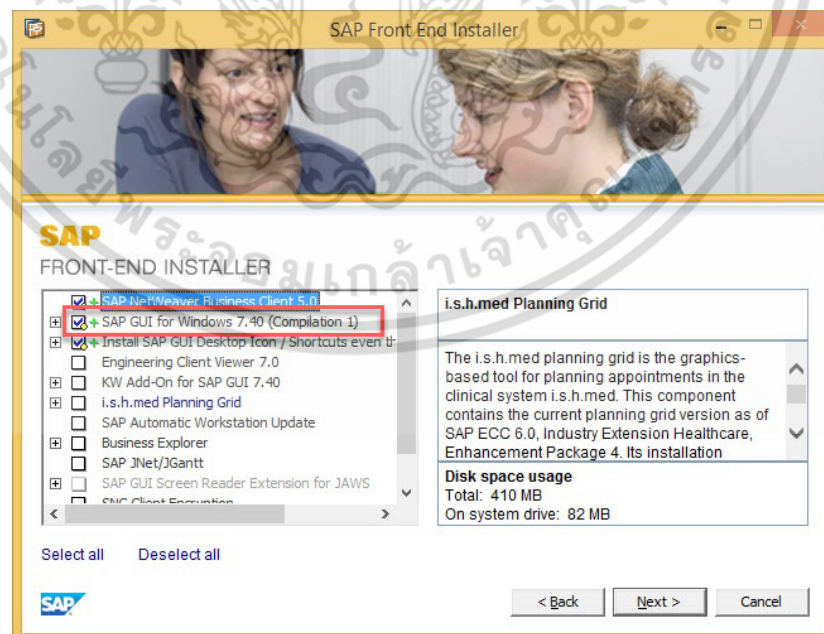 SAP Front End Installer
SAP
FRONT-END INSTALLER
SAP NetWeaver Business Client 5.0
SAP GUI for Windows 7.40 (Compilation 1)
Install SAP GUI Desktop Icon / Shortcuts even th
Engineering Client Viewer 7.0
KW Add-On for SAP GUI 7.40
i.s.h.med Planning Grid
SAP Automatic Workstation Update
Business Explorer
SAP JNet/JGantt
SAP GUI Screen Reader Extension for JAWS
SNC Client Encryption
i.s.h.med Planning Grid
The i.s.h.med planning grid is the graphics-
based tool for planning appointments in the
clinical system i.s.h.med. This component
contains the current planning grid version as of
SAP ECC 6.0, Industry Extension Healthcare,
Enhancement Package 4. Its installation
Disk space usage
Total: 410 MB
On system drive: 82 MB
Select all Deselect all
SAP
< Back Next > Cancel